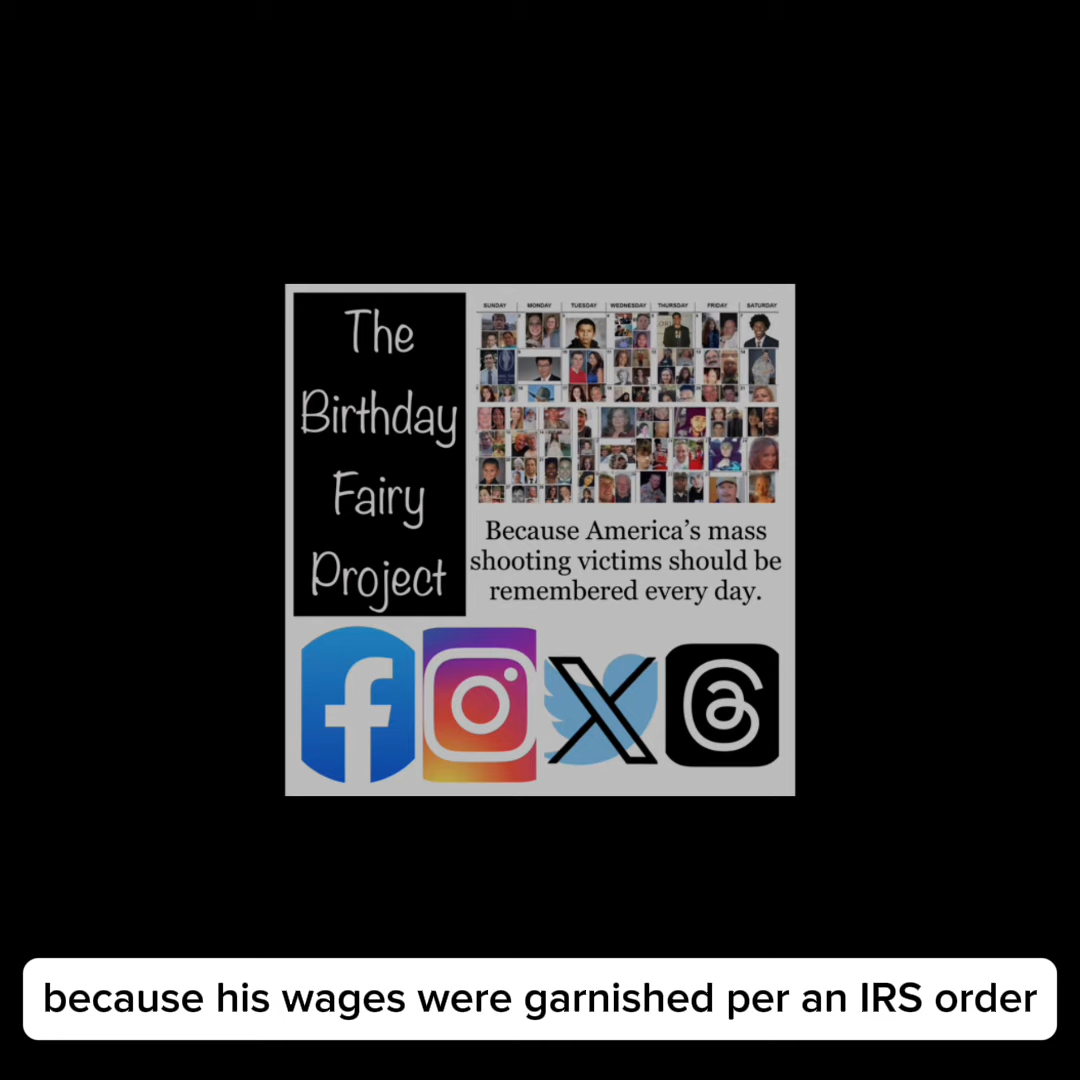 The
Birthday
Fairy
Project
SUNDAY MONDAY TUESDAY WEDNESDAY THURSDAY FRIDAY SATURDAY
Because America’s mass
shooting victims should be
remembered every day.
because his wages were garnished per an IRS order